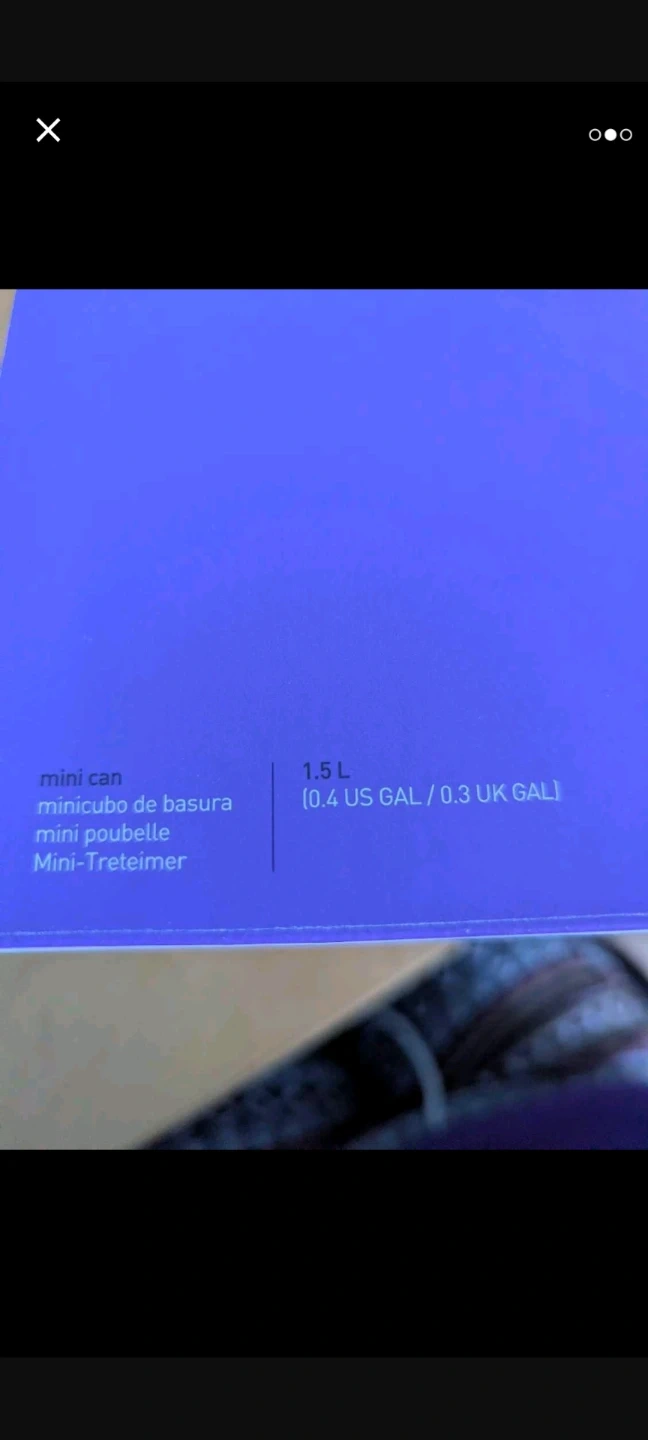 mini can
minicubo de basura
mini poubelle
Mini-Treteimer
1.5 L
(0.4 US GAL / 0.3 UK GAL)